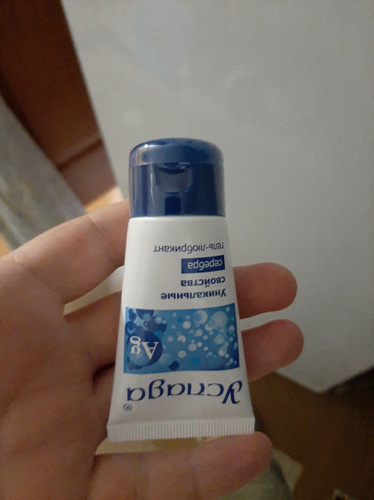 Услада®
Ag
Уникальные
свойства
серебра
гель-любрикант